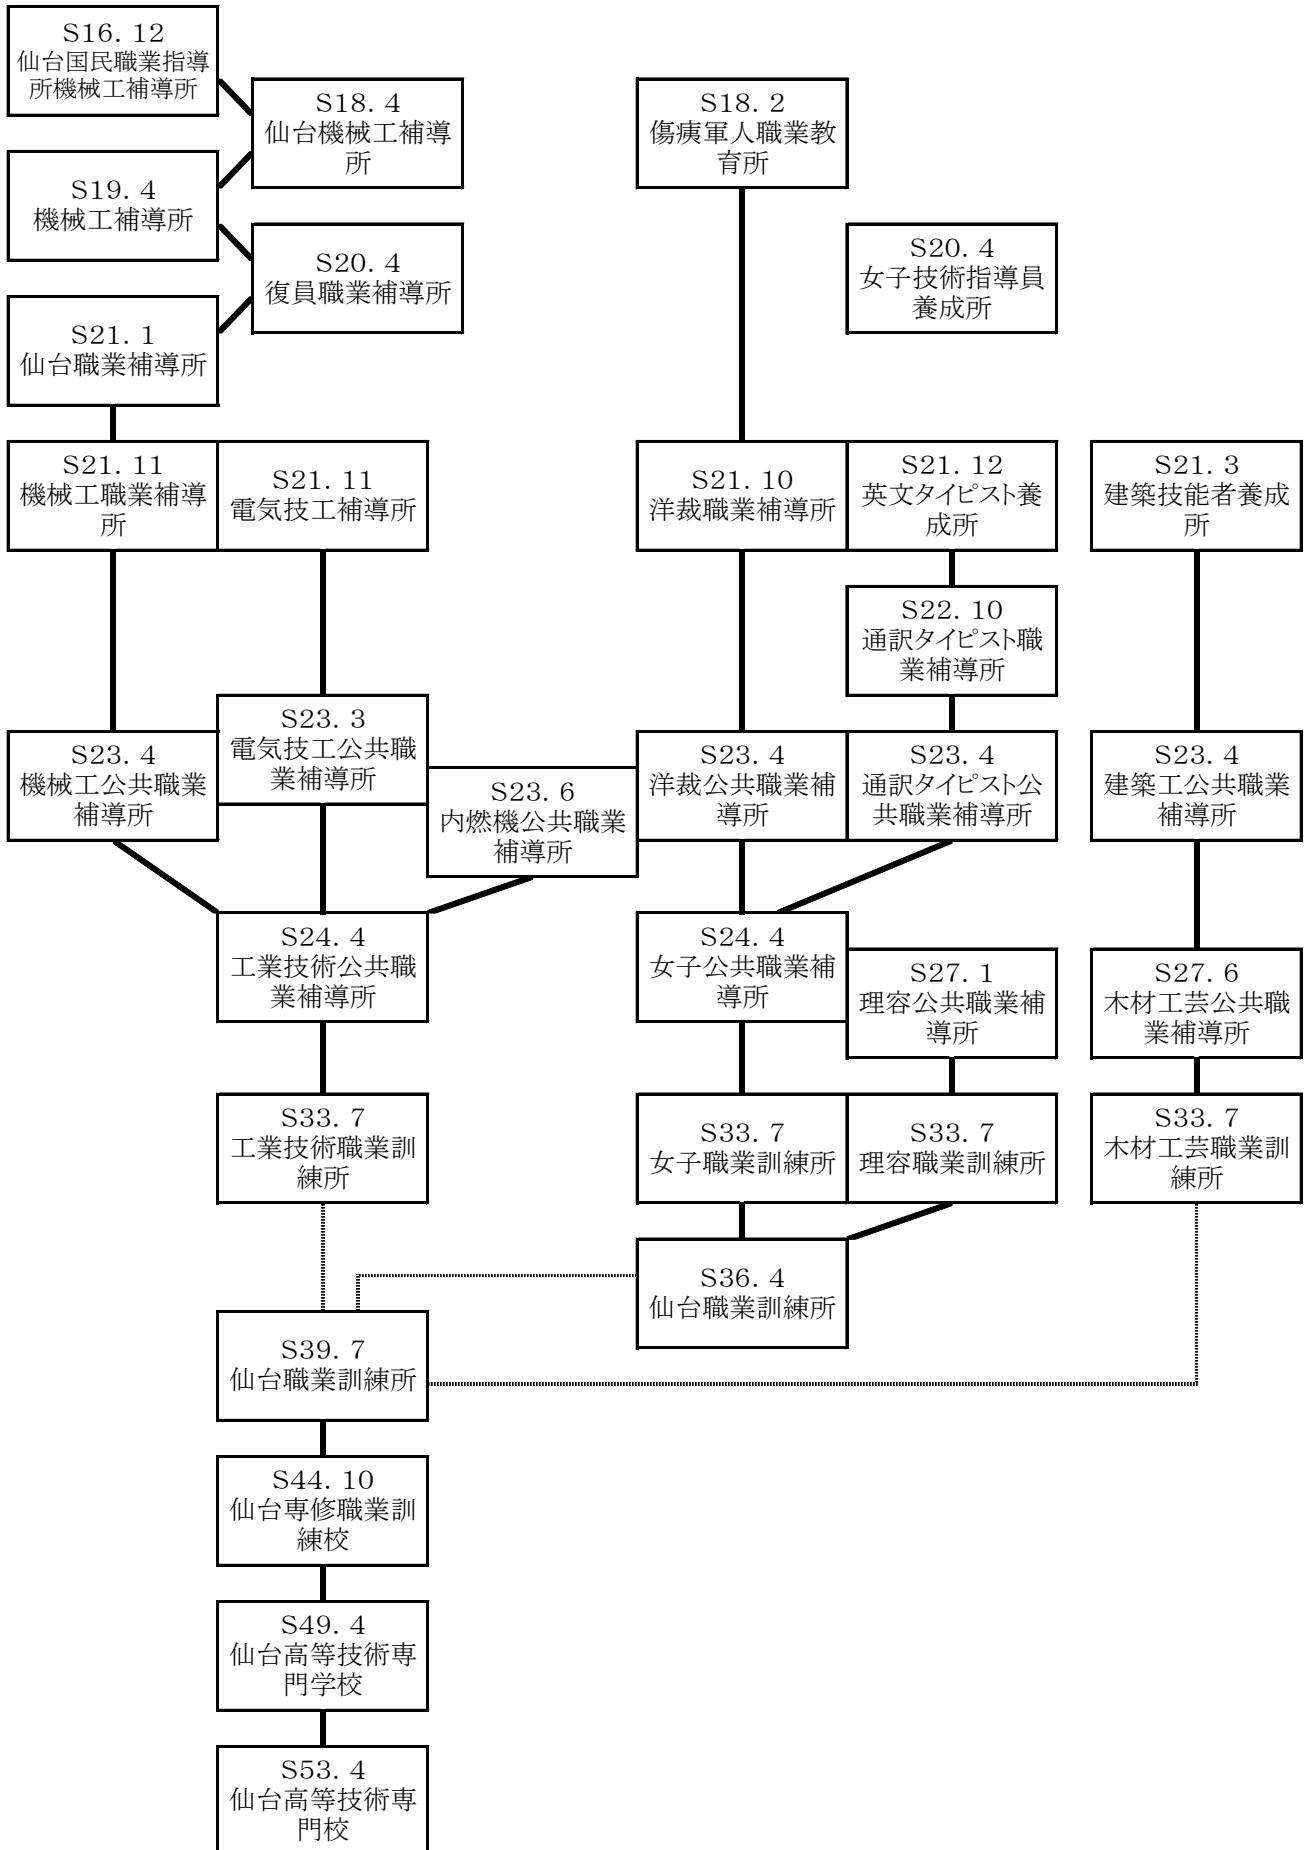 S16．12
仙台国民職業指導
所機械工補導所
S18．4
仙台機械工補導
所
S18．2
傷痍軍人職業教
育所
S19．4
機械工補導所
S20．4
復員職業補導所
S20．4
女子技術指導員
養成所
S21．1
仙台職業補導所
S21．11
機械工職業補導
所
S21．11
電気技工補導所
S21．10
洋裁職業補導所
S21．12
英文タイピスト養
成所
S21．3
建築技能者養成
所
S22．10
通訳タイピスト職
業補導所
S23．4
機械工公共職業
補導所
S23．3
電気技工公共職
業補導所
S23．6
内燃機公共職業
補導所
S23．4
洋裁公共職業補
導所
S23．4
通訳タイピスト公
共職業補導所
S23．4
建築工公共職業
補導所
S24．4
工業技術公共職
業補導所
S24．4
女子公共職業補
導所
S27．1
理容公共職業補
導所
S27．6
木材工芸公共職
業補導所
S33．7
工業技術職業訓
練所
S33．7
女子職業訓練所
S33．7
理容職業訓練所
S33．7
木材工芸職業訓
練所
S36．4
仙台職業訓練所
S39．7
仙台職業訓練所
S44．10
仙台専修職業訓
練校
S49．4
仙台高等技術専
門学校
S53．4
仙台高等技術専
門校